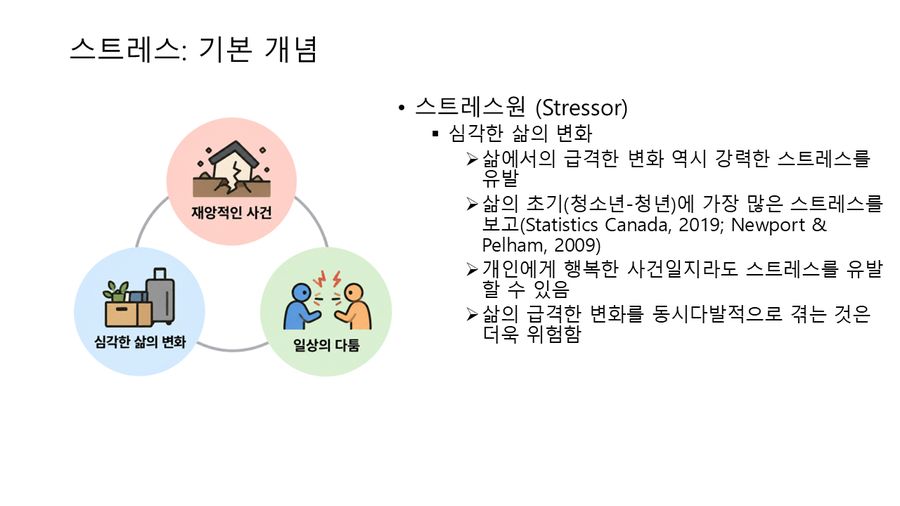 스트레스: 기본 개념
재앙적인 사건
심각한 삶의 변화
일상의 다툼
• 스트레스원 (Stressor)
▪ 심각한 삶의 변화
➢삶에서의 급격한 변화 역시 강력한 스트레스를
유발
➢삶의 초기(청소년-청년)에 가장 많은 스트레스를
보고(Statistics Canada, 2019; Newport &
Pelham, 2009)
➢개인에게 행복한 사건일지라도 스트레스를 유발
할 수 있음
➢삶의 급격한 변화를 동시다발적으로 겪는 것은
더욱 위험함